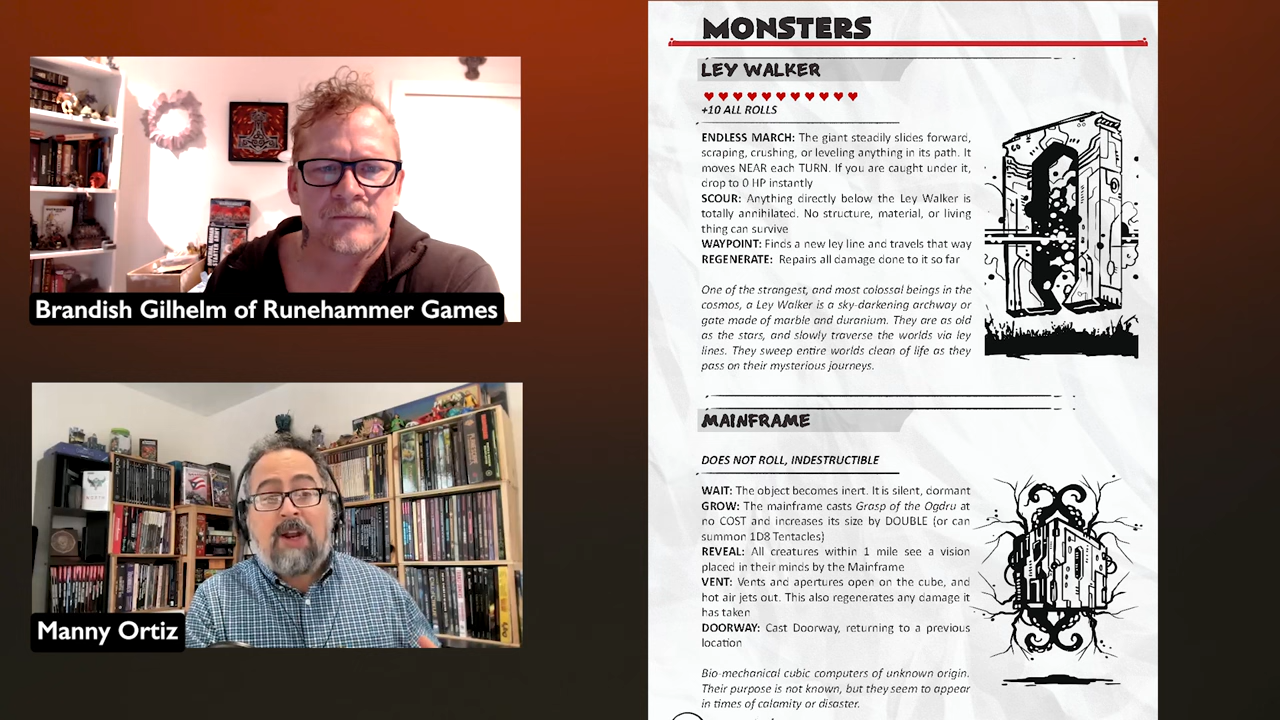 Brandish Gilhelm of Runehammer Games
Manny Ortiz
MONSTERS
LEY WALKER
+10 ALL ROLLS
ENDLESS MARCH: The giant steadily slides forward,
scraping, crushing, or leveling anything in its path. It
moves NEAR each TURN. If you are caught under it,
drop to 0 HP instantly
SCOUR: Anything directly below the Ley Walker is
totally annihilated. No structure, material, or living
thing can survive
WAYPOINT: Finds a new ley line and travels that way
REGENERATE: Repairs all damage done to it so far
One of the strangest, and most colossal beings in the
cosmos, a Ley Walker is a sky-darkening archway or
gate made of marble and duranium. They are as old
as the stars, and slowly traverse the worlds via ley
lines. They sweep entire worlds clean of life as they
pass on their mysterious journeys.
MAINFRAME
DOES NOT ROLL, INDESTRUCTIBLE
WAIT: The object becomes inert. It is silent, dormant
GROW: The mainframe casts Grasp of the Ogdru at
no COST and increases its size by DOUBLE (or can
summon 1D8 Tentacles)
REVEAL: All creatures within 1 mile see a vision
placed in their minds by the Mainframe
VENT: Vents and apertures open on the cube, and
hot air jets out. This also regenerates any damage it
has taken
DOORWAY: Cast Doorway, returning to a previous
location
Bio-mechanical cubic computers of unknown origin.
Their purpose is not known, but they seem to appear
in times of calamity or disaster.